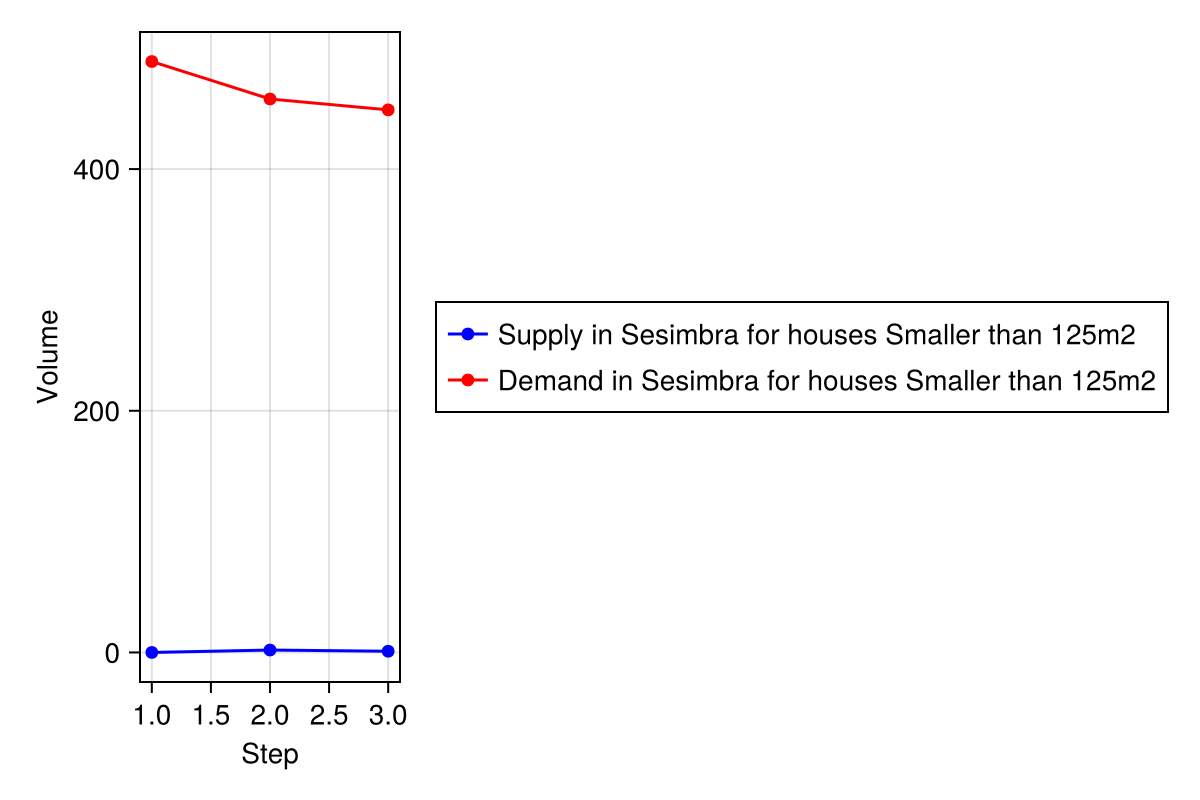 400
200
0
Volume
1.0 1.5 2.0 2.5 3.0
Step
Supply in Sesimbra for houses Smaller than 125m2
Demand in Sesimbra for houses Smaller than 125m2